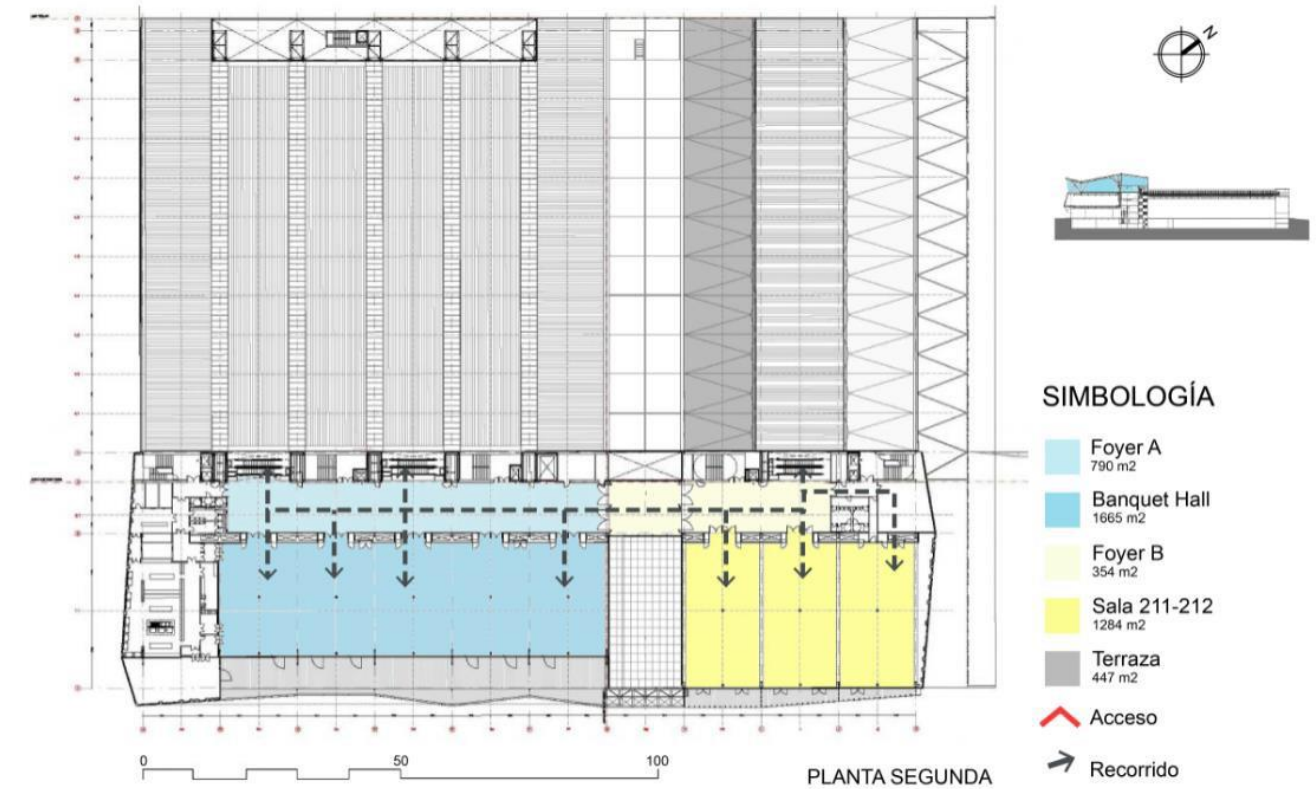 N
SIMBOLOGÍA
Foyer A
790 m2
Banquet Hall
1665 m2
Foyer B
354 m2
Sala 211-212
1284 m2
Terraza
447 m2
Acceso
Recorrido
0 50 100
PLANTA SEGUNDA